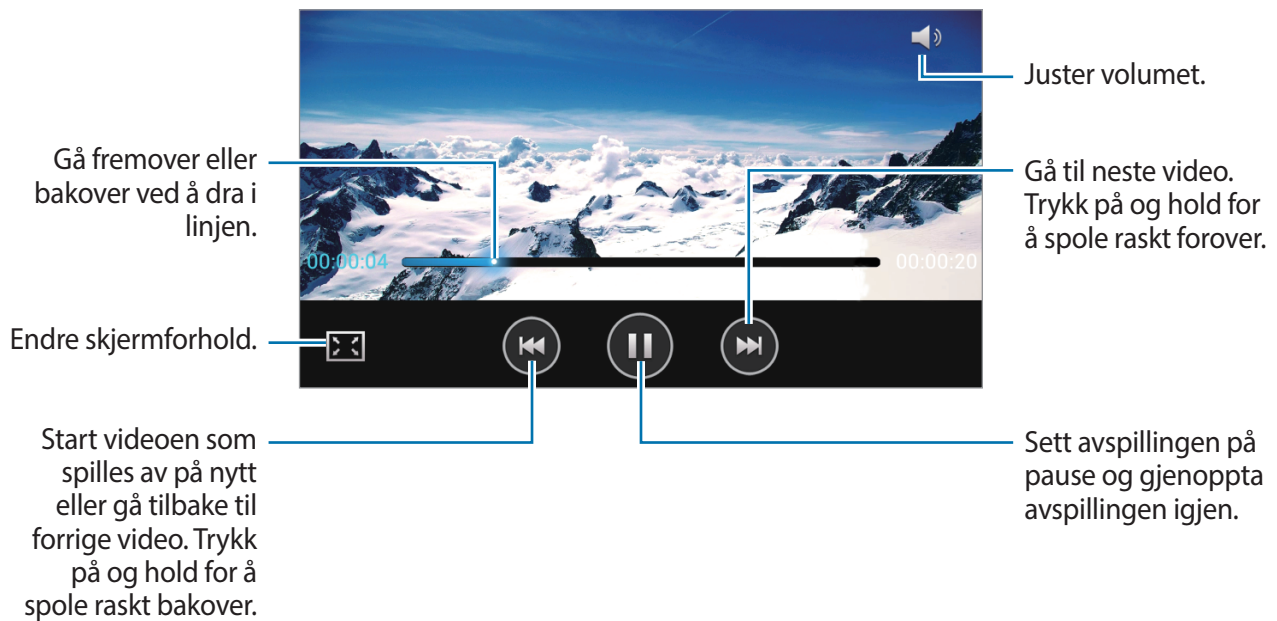 Juster volumet.
Gå fremover eller
bakover ved å dra i
linjen.
Gå til neste video.
Trykk på og hold for
å spole raskt forover.
00:00:04
00:00:20
Endre skjermforhold.
Start videoen som
spilles av på nytt
eller gå tilbake til
forrige video. Trykk
på og hold for å
spole raskt bakover.
Sett avspillingen på
pause og gjenoppta
avspillingen igjen.